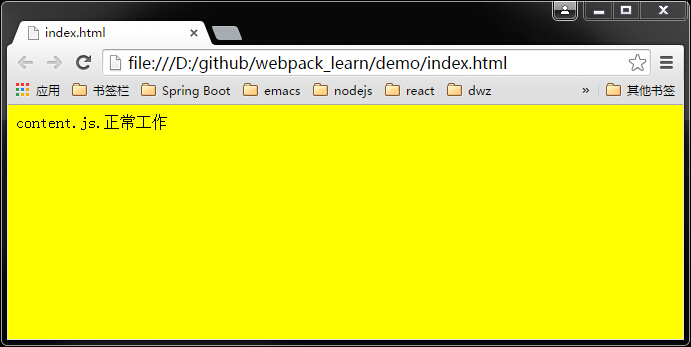 index.html
file:///D:/github/webpack_learn/demo/index.html
应用 书签栏 Spring Boot emacs nodejs react dwz » 其他书签
content.js.正常工作